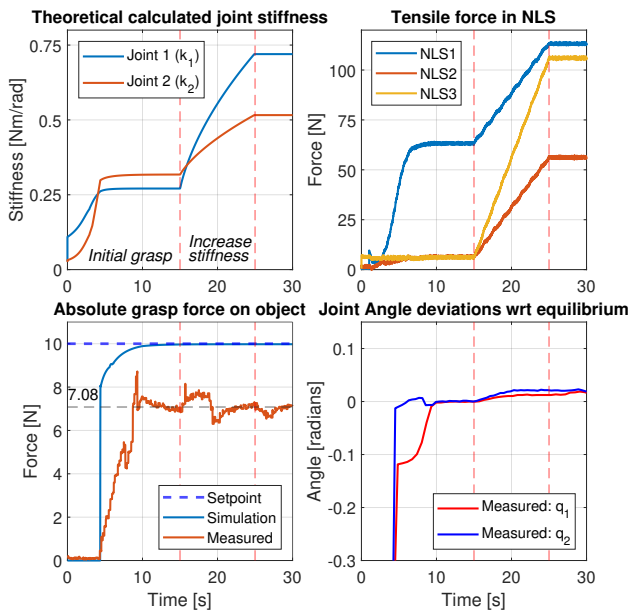 Theoretical calculated joint stiffness
Stiffness [Nm/rad]
0.75
0.5
0.25
0
Joint 1 (k1)
Joint 2 (k2)
Initial grasp
Increase
stiffness
0 10 20 30
Tensile force in NLS
Force [N]
100
75
50
25
0
NLS1
NLS2
NLS3
0 10 20 30
Absolute grasp force on object
Force [N]
10
8
7.08
6
4
2
0
Setpoint
Simulation
Measured
0 10 20 30
Time [s]
Joint Angle deviations wrt equilibrium
Angle [radians]
0.1
0
-0.1
-0.2
-0.3
Measured: q1
Measured: q2
0 10 20 30
Time [s]